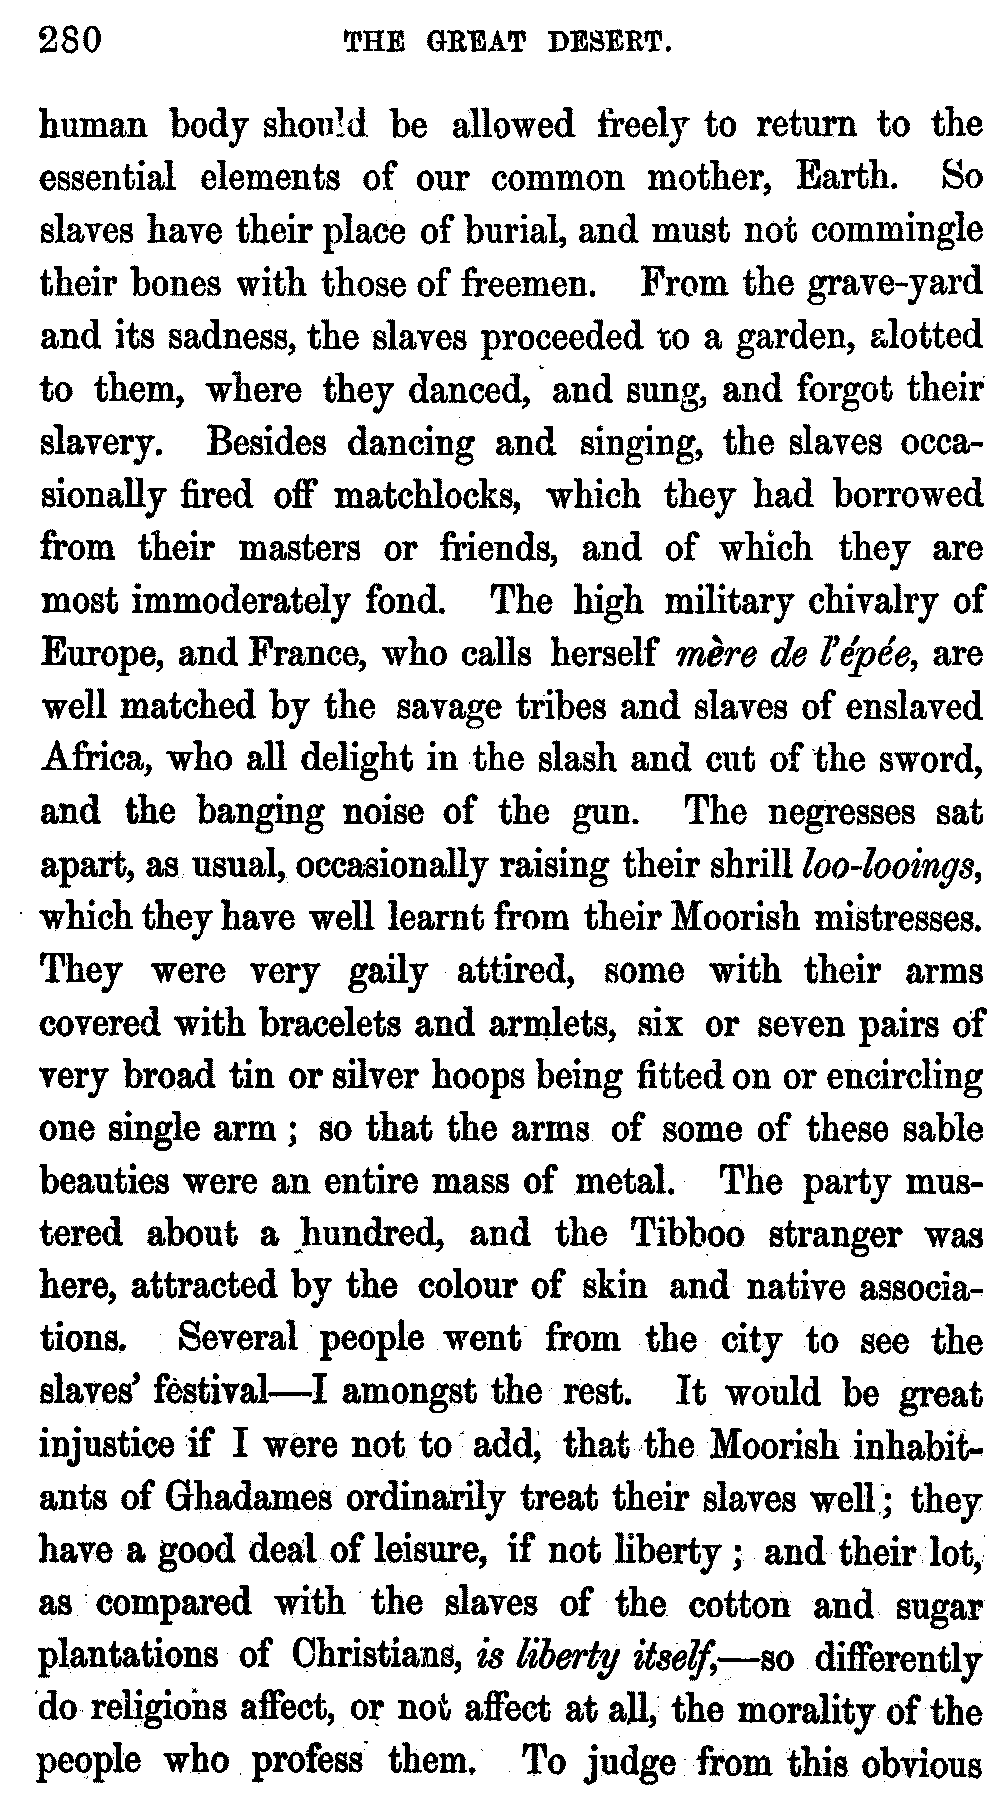 280 THE GREAT DESERT.
human body should be allowed freely to return to the
essential elements of our common mother, Earth. So
slaves have their place of burial, and must not commingle
their bones with those of freemen. From the grave-yard
and its sadness, the slaves proceeded to a garden, alotted
to them, where they danced, and sung, and forgot their
slavery. Besides dancing and singing, the slaves occa-
sionally fired off matchlocks, which they had borrowed
from their masters or friends, and of which they are
most immoderately fond. The high military chivalry of
Europe, and France, who calls herself mère de l'épée, are
well matched by the savage tribes and slaves of enslaved
Africa, who all delight in the slash and cut of the sword,
and the banging noise of the gun. The negresses sat
apart, as usual, occasionally raising their shrill loo-looings,
which they have well learnt from their Moorish mistresses.
They were very gaily attired, some with their arms
covered with bracelets and armlets, six or seven pairs of
very broad tin or silver hoops being fitted on or encircling
one single arm; so that the arms of some of these sable
beauties were an entire mass of metal. The party mus-
tered about a hundred, and the Tibboo stranger was
here, attracted by the colour of skin and native associa-
tions. Several people went from the city to see the
slaves' festival—I amongst the rest. It would be great
injustice if I were not to add, that the Moorish inhabit-
ants of Ghadames ordinarily treat their slaves well; they
have a good deal of leisure, if not liberty; and their lot,
as compared with the slaves of the cotton and sugar
plantations of Christians, is liberty itself,—so differently
do religions affect, or not affect at all, the morality of the
people who profess them. To judge from this obvious